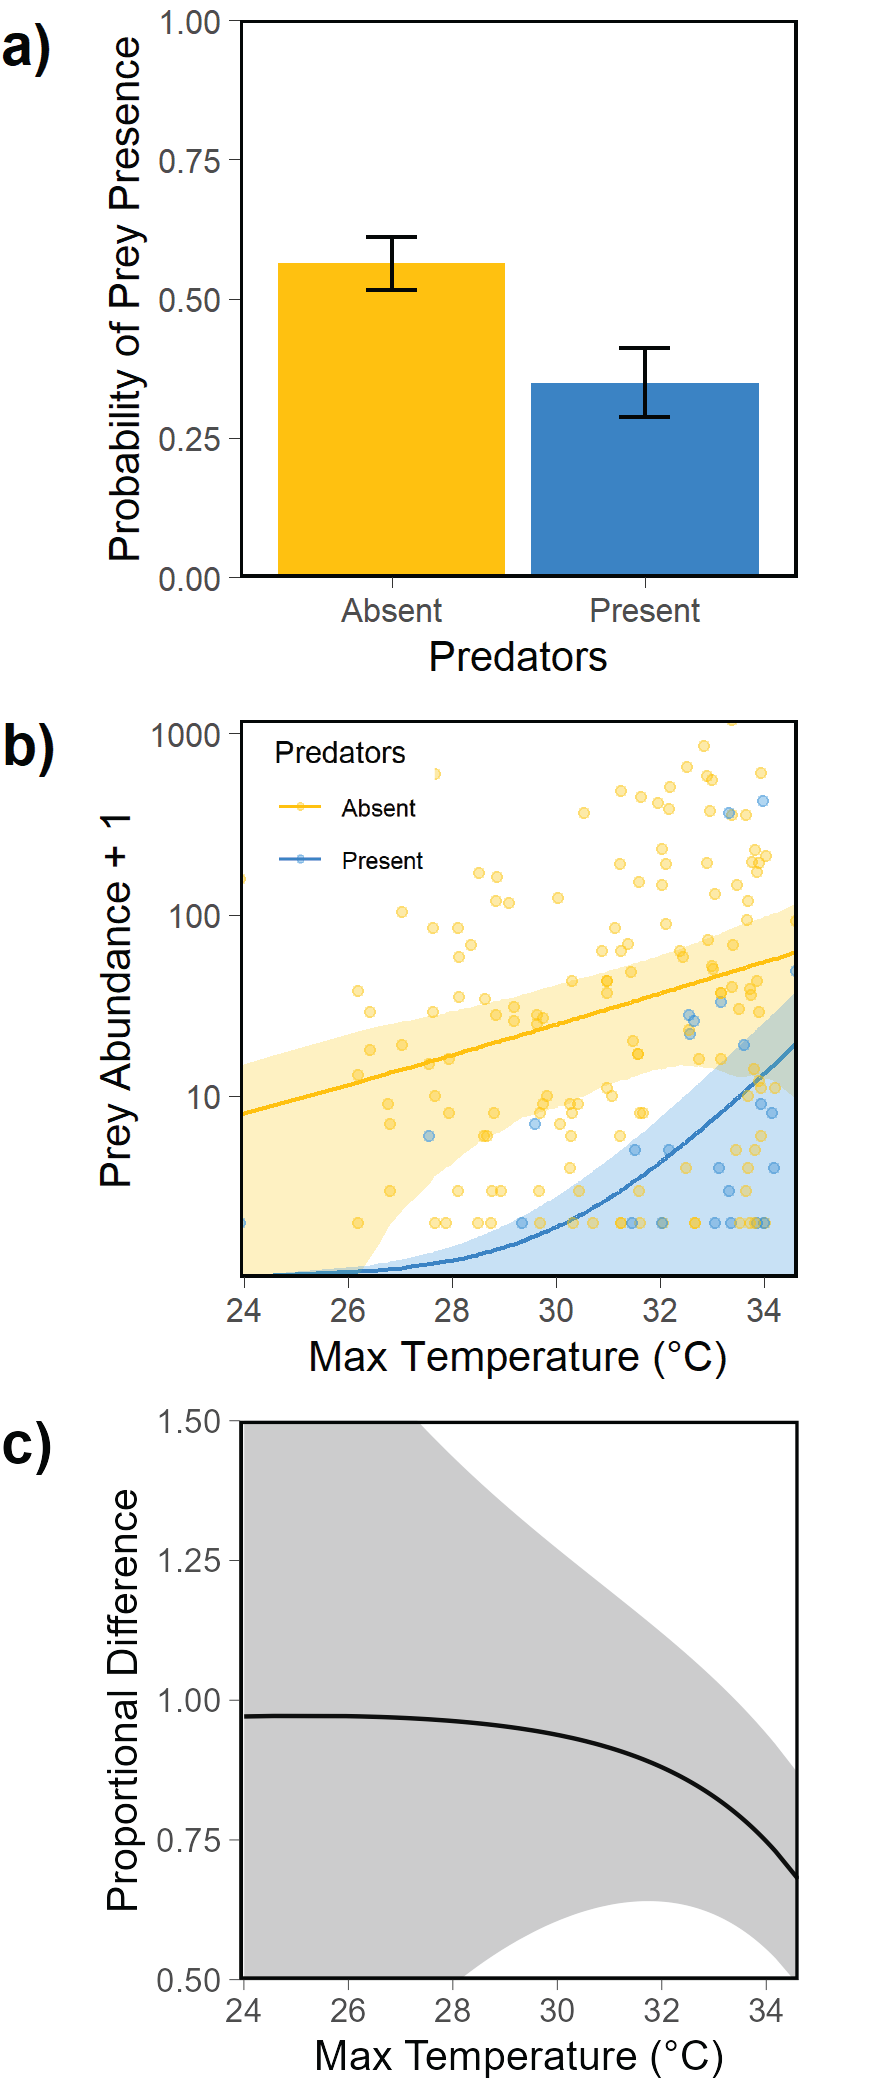 a)
Probability of Prey Presence
1.00
0.75
0.50
0.25
0.00
Absent
Present
Predators
b)
Prey Abundance + 1
1000
100
10
Predators
Absent
Present
24
26
28
30
32
34
Max Temperature (°C)
c)
Proportional Difference
1.50
1.25
1.00
0.75
0.50
24
26
28
30
32
34
Max Temperature (°C)